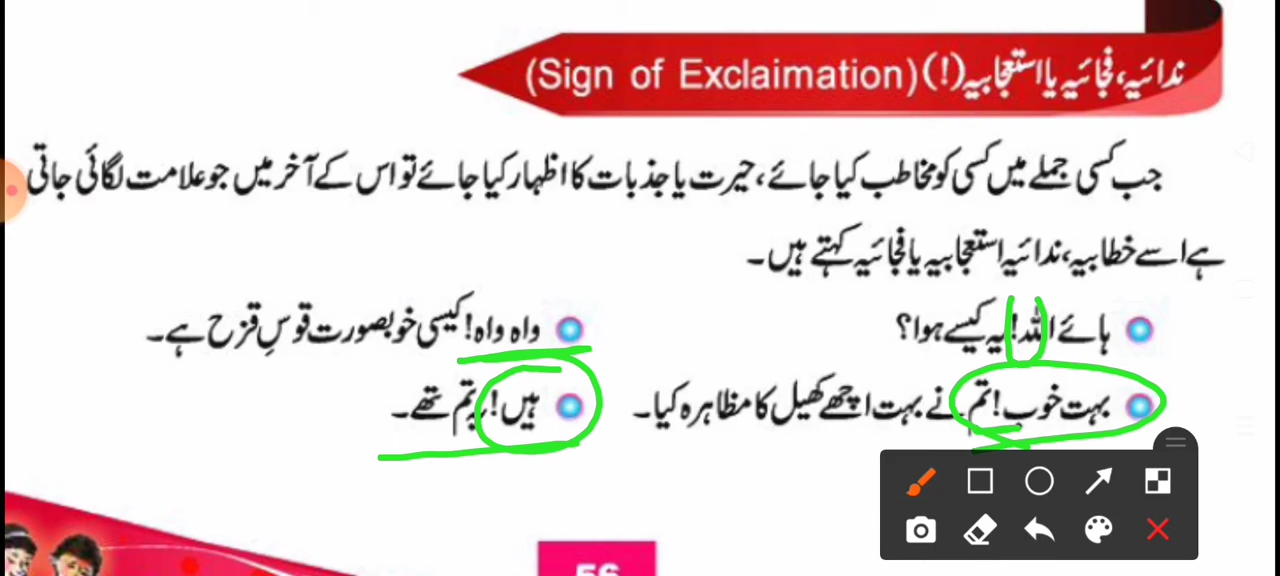 ندائیہ، فجائیہ یا استعجابیہ (!) (Sign of Exclaimation)
جب کسی جملے میں کسی کو مخاطب کیا جائے، حیرت یا جذبات کا اظہار کیا جائے تو اس کے آخر میں جو علامت لگائی جاتی
ہے اسے خطابیہ، ندائیہ استعجابیہ یا فجائیہ کہتے ہیں۔
ہائے اللہ! یہ کیسے ہوا؟
واہ واہ! کیسی خوبصورت قوسِ قزح ہے۔
بہت خوب! تم نے بہت اچھے کھیل کا مظاہرہ کیا۔
ہیں! یہ تم تھے۔
56